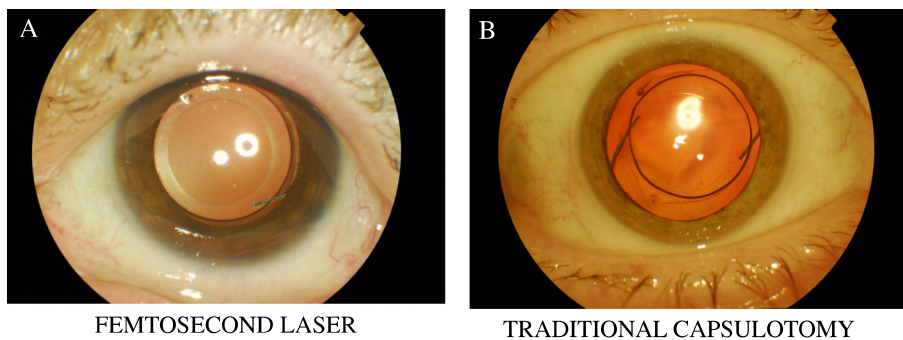 A
B
FEMTOSECOND LASER
TRADITIONAL CAPSULOTOMY